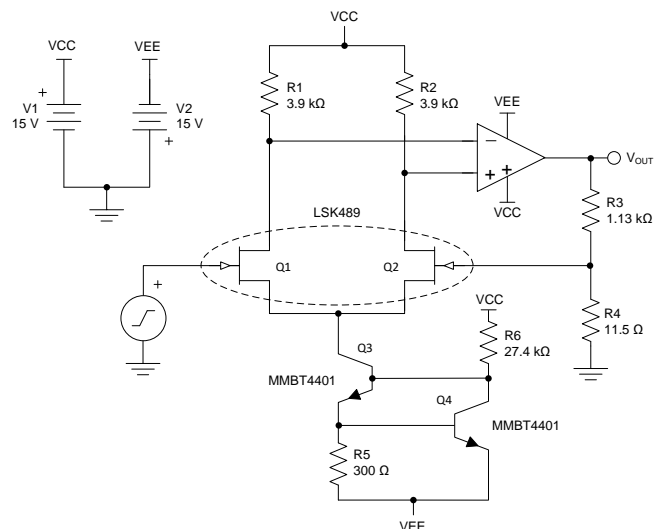 VCC
VCC
VEE
V1
15 V
V2
15 V
R1
3.9 kΩ
R2
3.9 kΩ
VEE
VCC
VOUT
R3
1.13 kΩ
LSK489
Q1
Q2
R4
11.5 Ω
VCC
R6
27.4 kΩ
Q3
MMBT4401
Q4
MMBT4401
R5
300 Ω
VEE